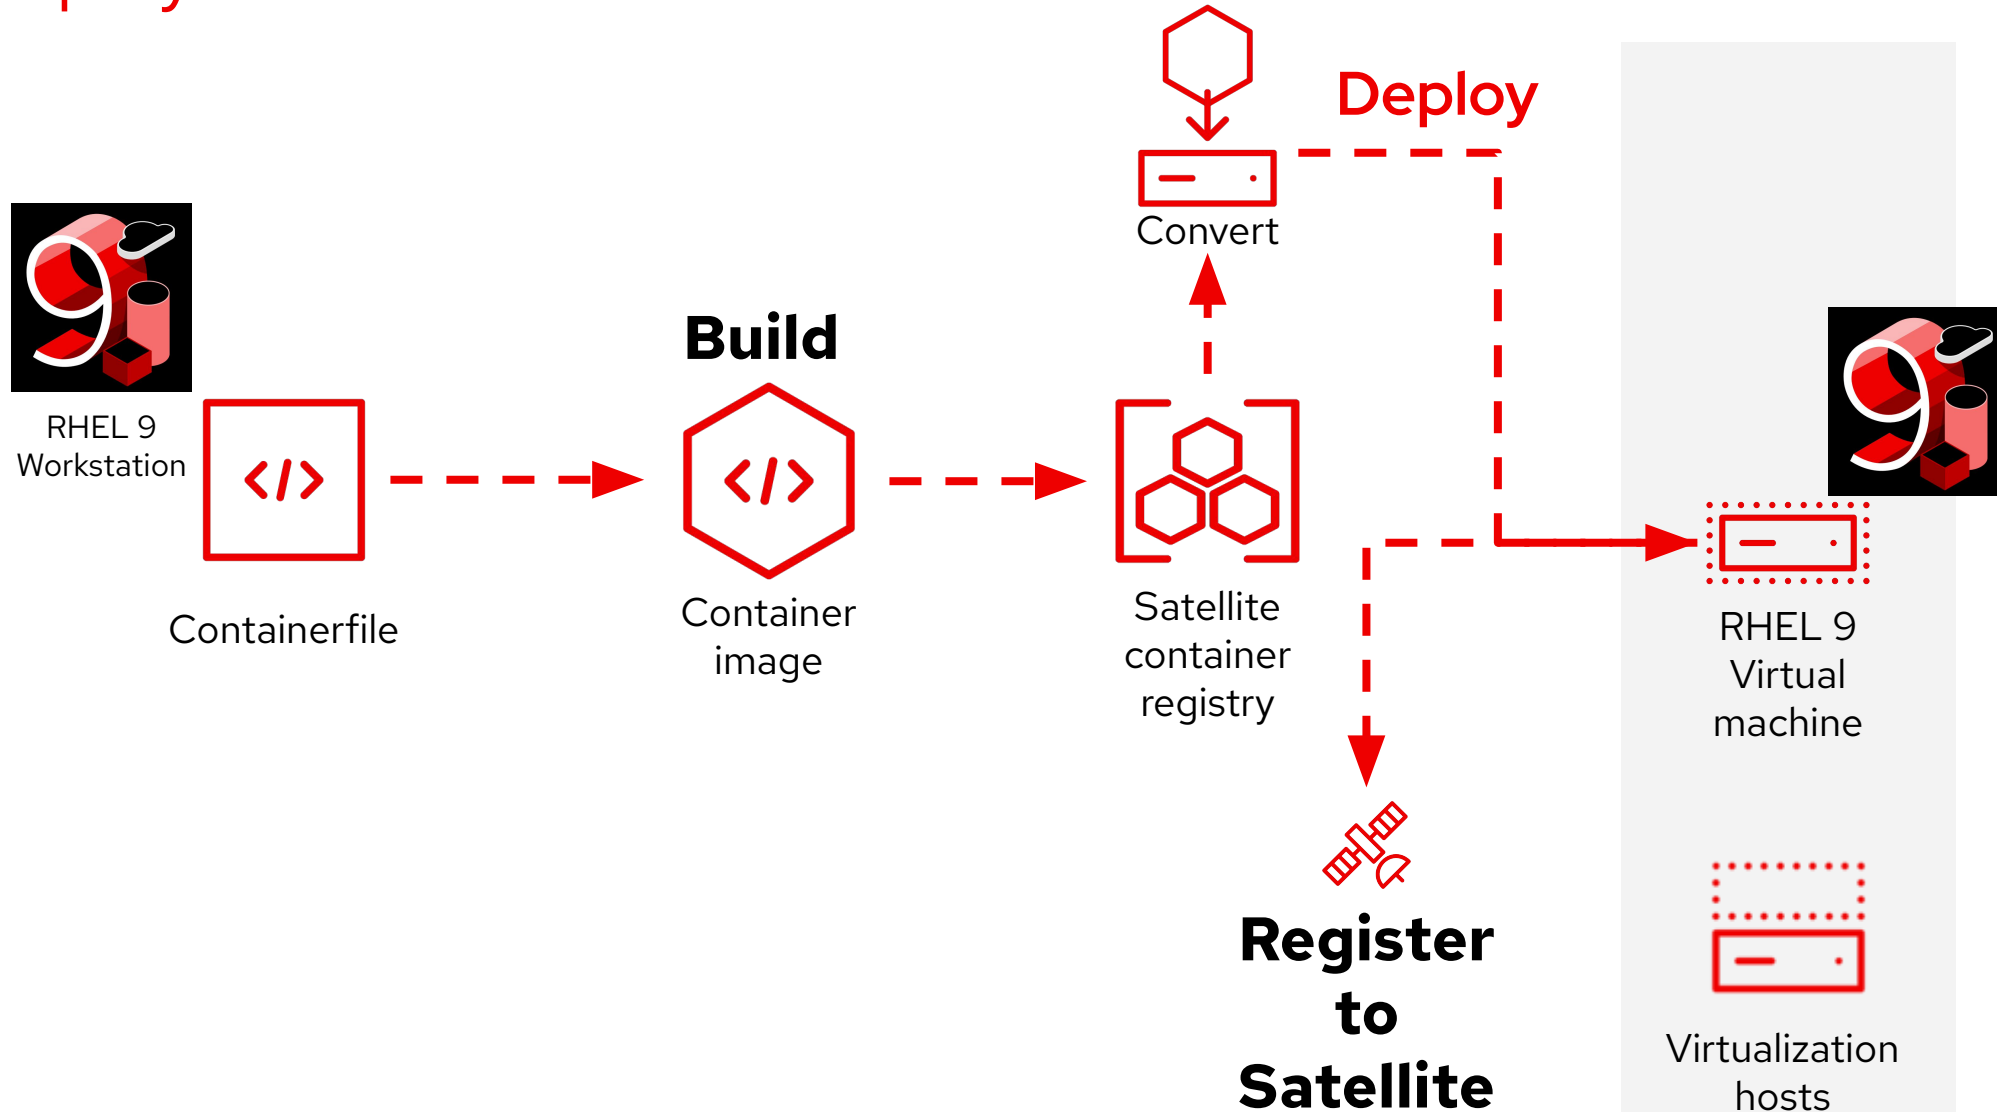 Deploy
Convert
Build
RHEL 9
Workstation
</>
</>
Containerfile
Container
image
Satellite
container
registry
RHEL 9
Virtual
machine
Register
to
Satellite
Virtualization
hosts